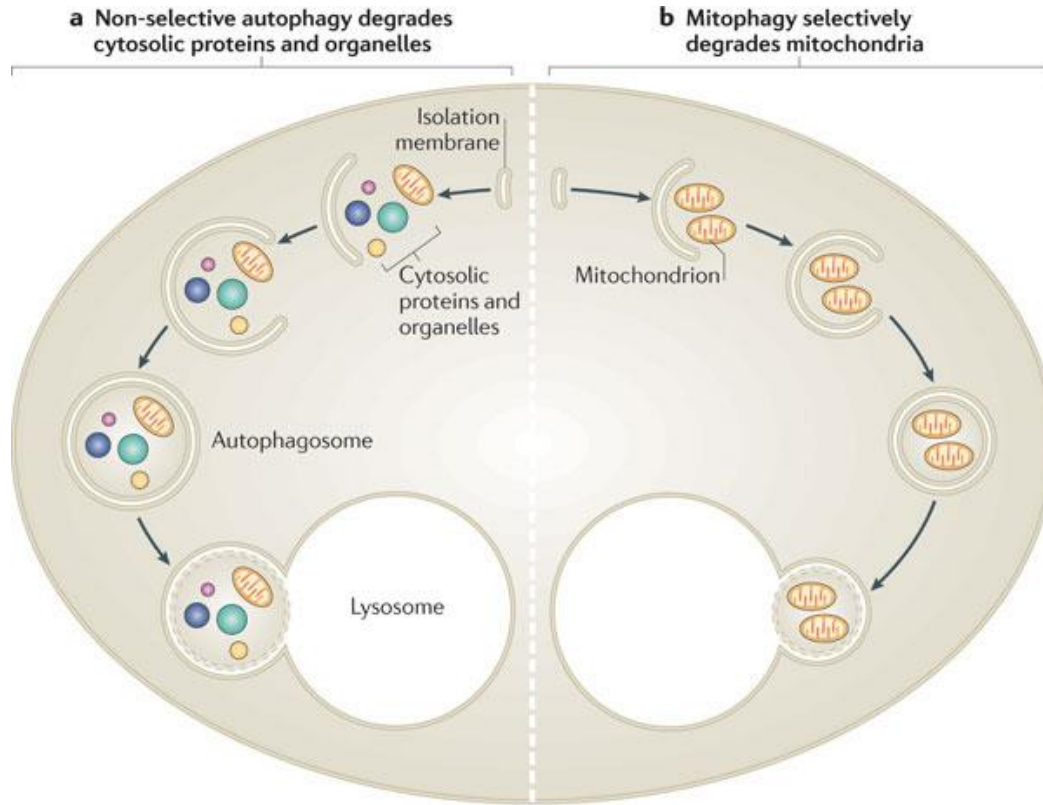 a Non-selective autophagy degrades
cytosolic proteins and organelles
b Mitophagy selectively
degrades mitochondria
Isolation
membrane
Cytosolic
proteins and
organelles
Mitochondrion
Autophagosome
Lysosome